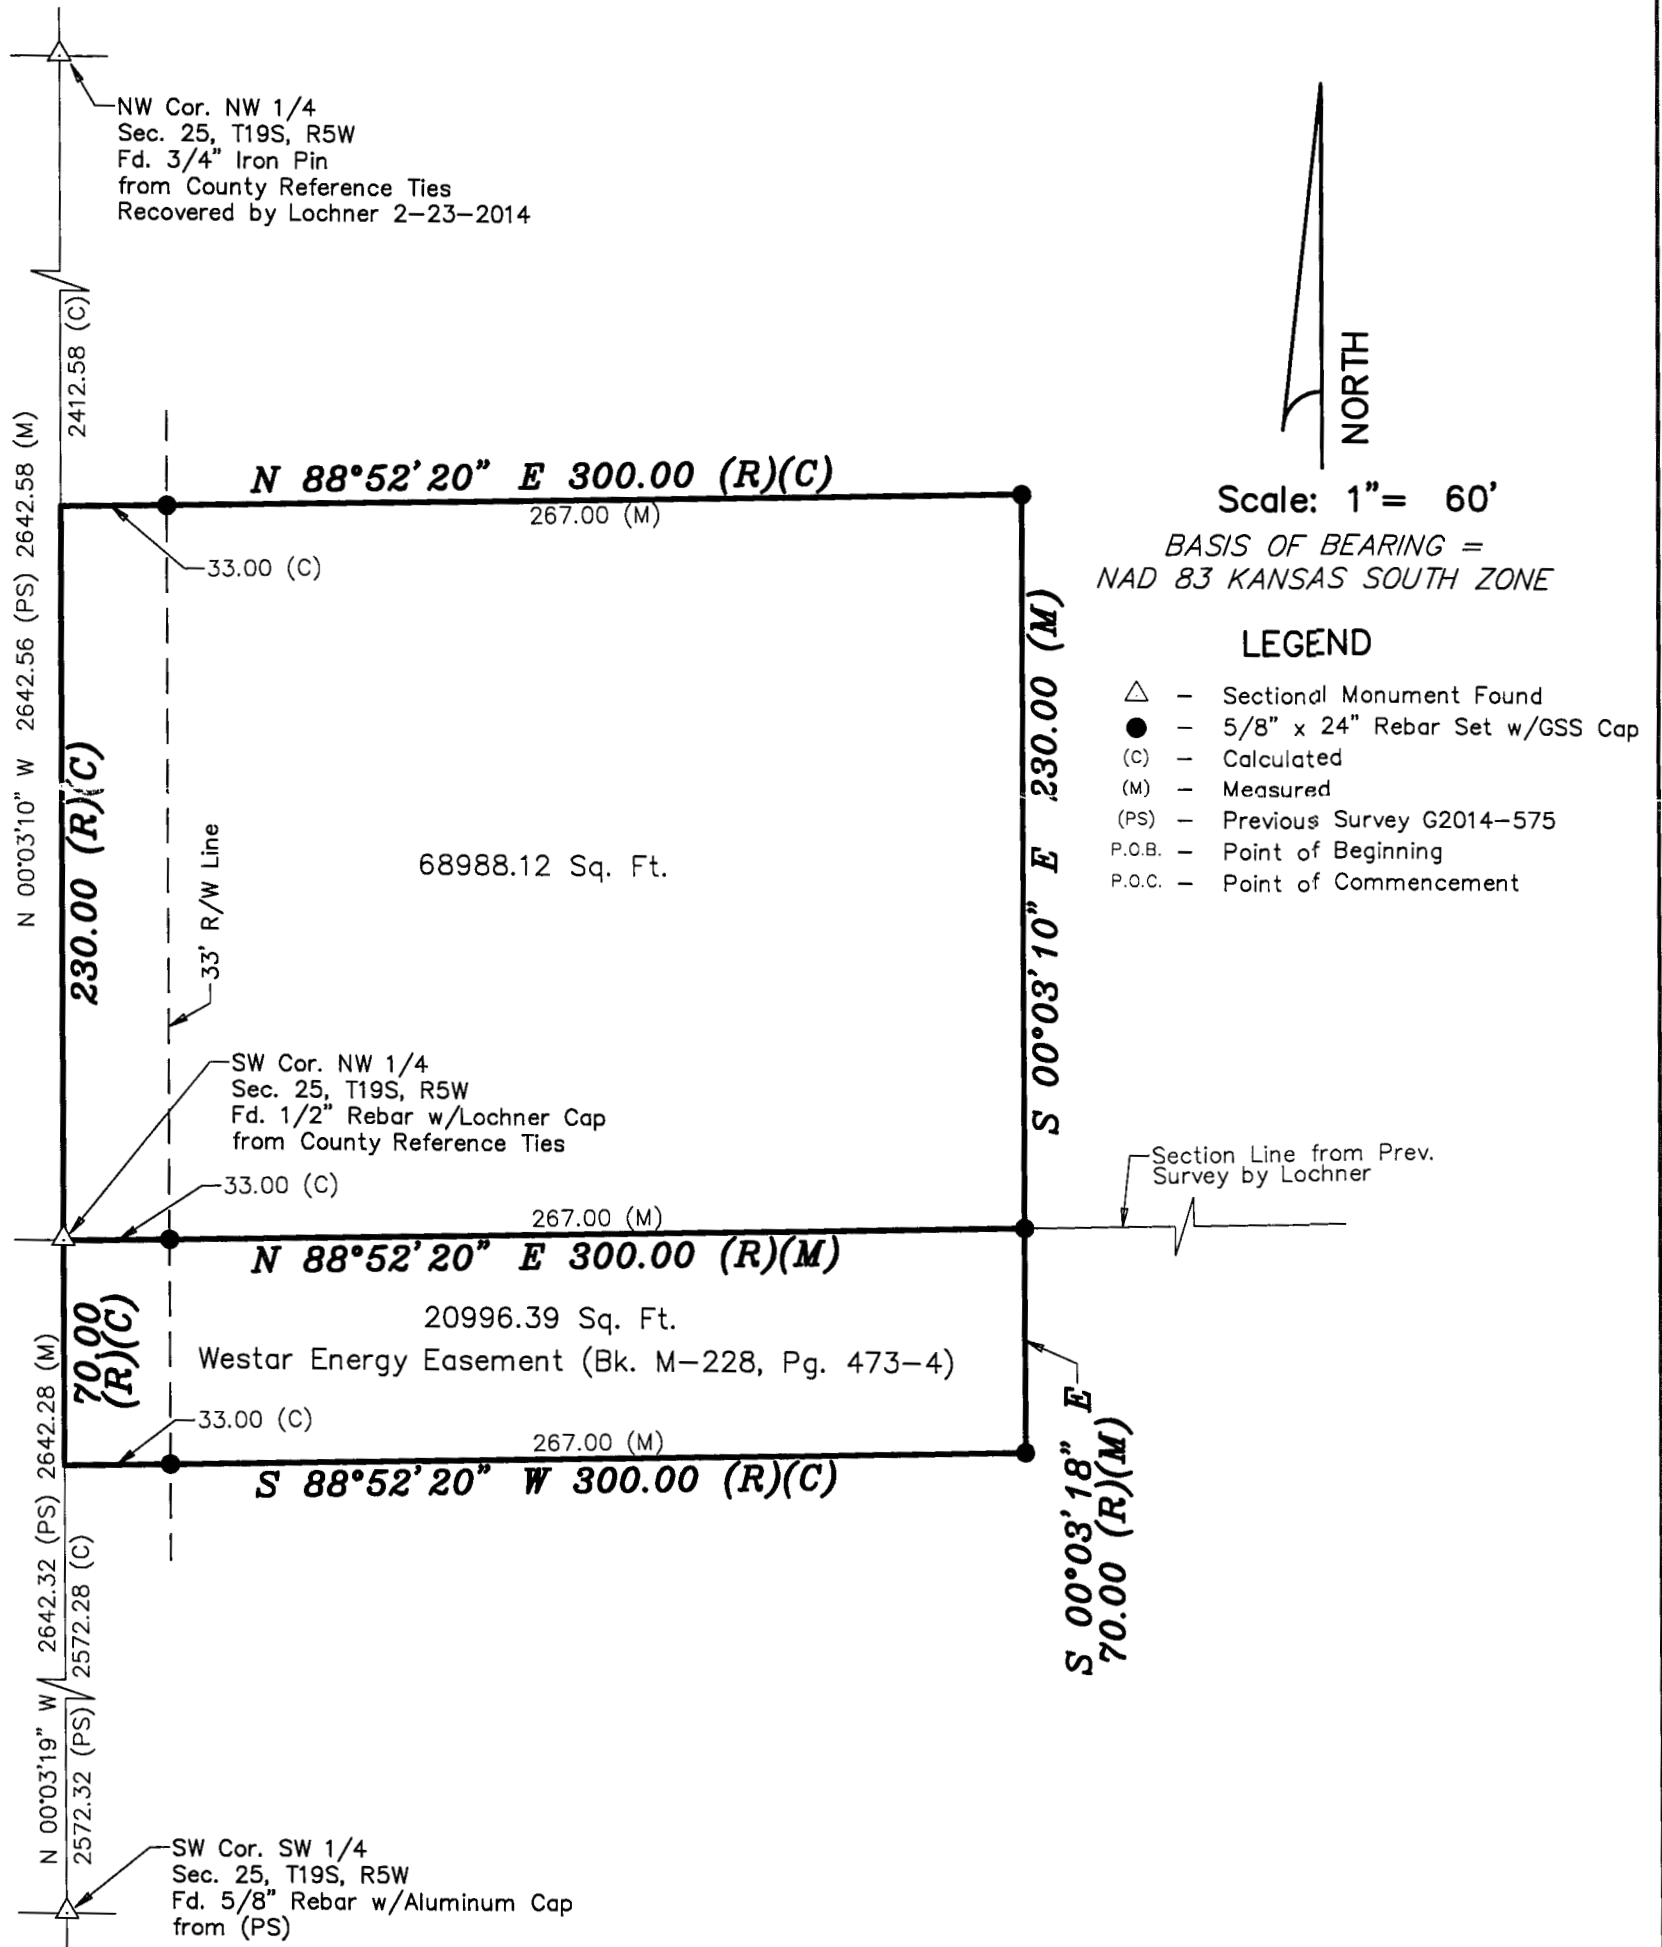 NW Cor. NW 1/4
Sec. 25, T19S, R5W
Fd. 3/4" Iron Pin
from County Reference Ties
Recovered by Lochner 2-23-2014
2412.58 (C)
N 00°03'10" W 2642.56 (PS) 2642.58 (M)
N 88°52'20" E 300.00 (R)(C)
267.00 (M)
33.00 (C)
230.00 (R)(C)
33' R/W Line
68988.12 Sq. Ft.
S 00°03'10" E 230.00 (M)
NORTH
Scale: 1"= 60'
BASIS OF BEARING =
NAD 83 KANSAS SOUTH ZONE
LEGEND
△ - Sectional Monument Found
● - 5/8" x 24" Rebar Set w/GSS Cap
(C) - Calculated
(M) - Measured
(PS) - Previous Survey G2014-575
P.O.B. - Point of Beginning
P.O.C. - Point of Commencement
SW Cor. NW 1/4
Sec. 25, T19S, R5W
Fd. 1/2" Rebar w/Lochner Cap
from County Reference Ties
33.00 (C)
267.00 (M)
N 88°52'20" E 300.00 (R)(M)
Section Line from Prev.
Survey by Lochner
70.00
(R)(C)
20996.39 Sq. Ft.
Westar Energy Easement (Bk. M-228, Pg. 473-4)
33.00 (C)
267.00 (M)
S 88°52'20" W 300.00 (R)(C)
S 00°03'18" E
70.00 (R)(M)
N 00°03'19" W 2642.32 (PS) 2642.28 (M)
2572.32 (PS) 2572.28 (C)
SW Cor. SW 1/4
Sec. 25, T19S, R5W
Fd. 5/8" Rebar w/Aluminum Cap
from (PS)